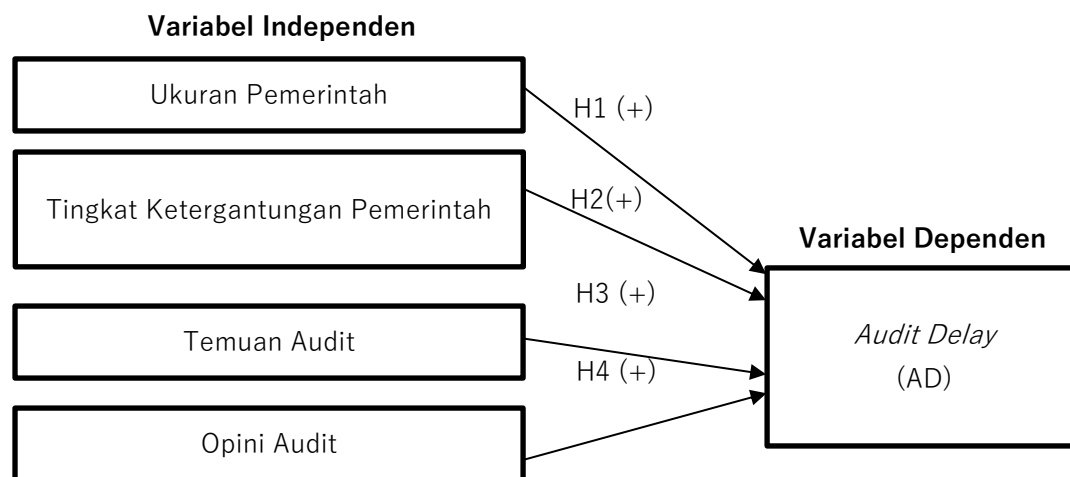 Variabel Independen
Ukuran Pemerintah
H1 (+)
Tingkat Ketergantungan Pemerintah
H2(+)
Variabel Dependen
H3 (+)
Temuan Audit
Audit Delay
(AD)
H4 (+)
Opini Audit